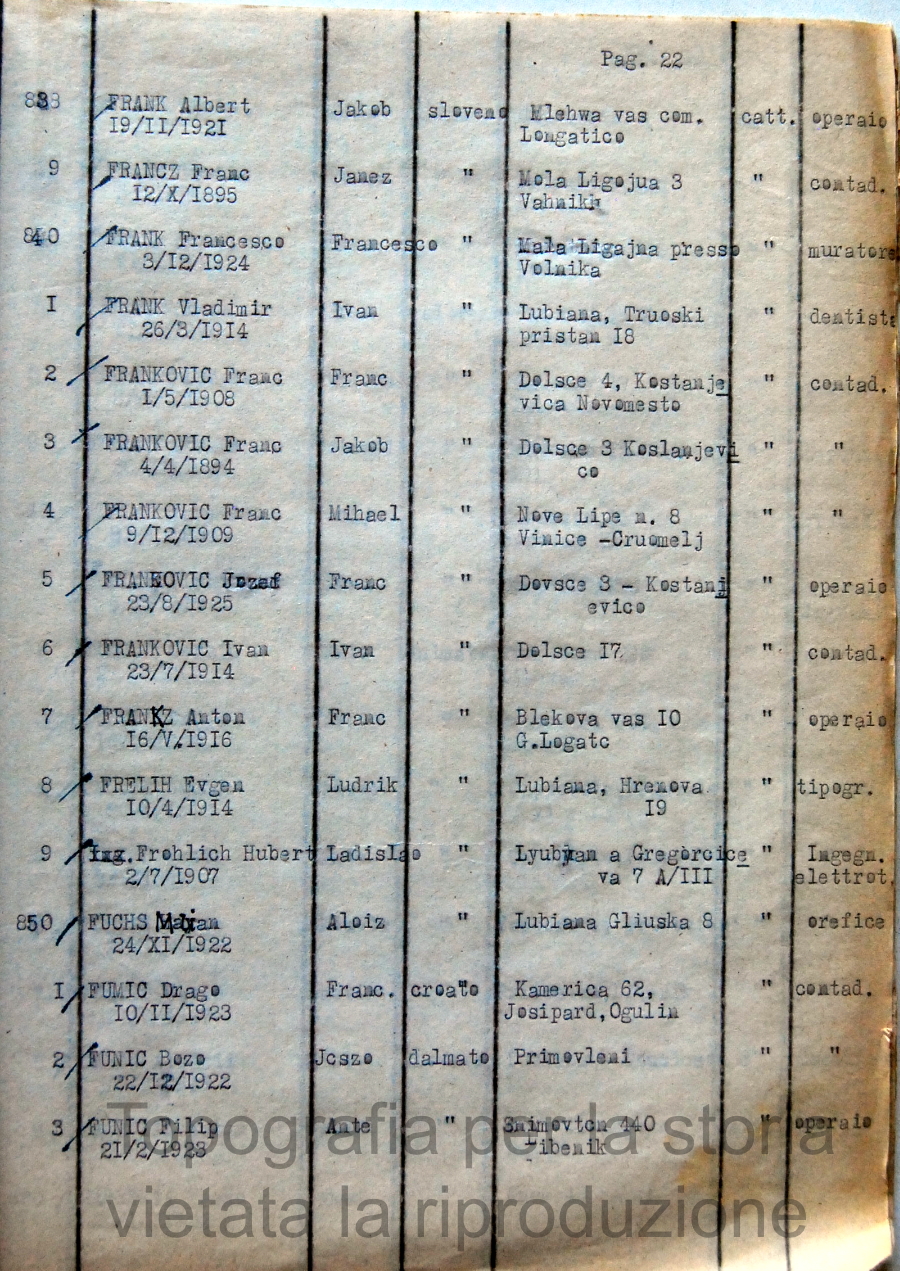 Pag. 22
838 FRANK Albert Jakob sloveno Mlehwa vas com. catt. operaio
19/II/1921 Longatico
9 FRANCZ Franc Janez " Mola Ligojua 3 " contad.
12/X/1895 Vahnikh
840 FRANK Francesco Francesco " Mala Ligajna presso " muratore
3/12/1924 Volnika
I FRANK Vladimir Ivan " Lubiana, Truoski " dentista
26/3/1914 pristan 18
2 FRANKOVIC Franc Franc " Dolsce 4, Kostanje " contad.
1/5/1908 vica Novomesto
3 FRANKOVIC Franc Jakob " Dolsce 3 Koslanjevi " "
4/4/1894 co
4 FRANKOVIC Franc Mihael " Nove Lipe n. 8 " "
9/12/1909 Vinice -Cruomelj
5 FRANKOVIC Jozef Franc " Dovsce 3 - Kostanj " operaio
23/8/1925 evico
6 FRANKOVIC Ivan Ivan " Dolsce 17 " contad.
23/7/1914
7 FRANKZ Anton Franc " Blekova vas 10 " operaio
16/V.1916 G.Logatc
8 FRELIH Evgen Ludrik " Lubiana, Hrenova " tipogr.
10/4/1914 19
9 Ing.Frohlich Hubert Ladislao " Lyubyan a Gregorcice " Ingegn.
2/7/1907 va 7 A/III elettrot.
850 FUCHS Aloiz " Lubiana Gliuska 8 " orefice
24/XI/1922
I FUMIC Drago Franc. croato Kamerica 62, " contad.
10/II/1923 Josipard,Ogulin
2 FUNIC Bozo Joszo dalmato Primovleni " "
22/12/1922
3 FUNIC Filip Ante " 440 " operaio
21/2/1923 ibenik
Topografia per la storia
vietata la riproduzione